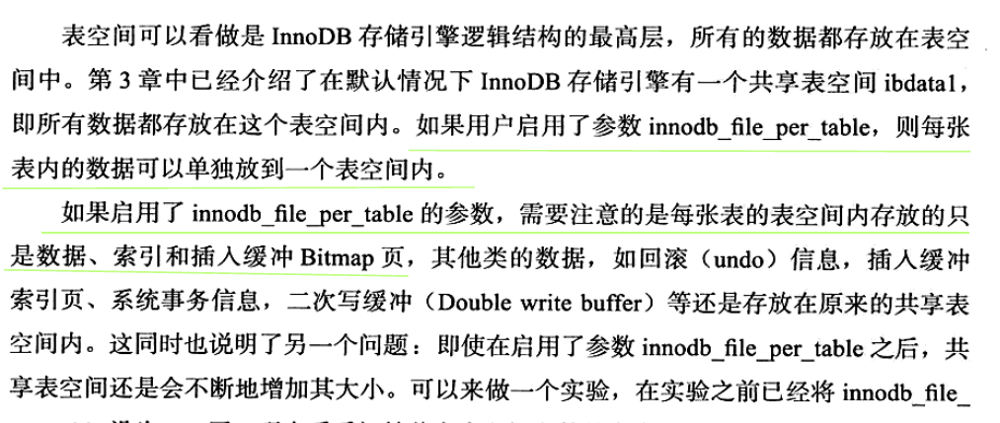 表空间可以看做是 InnoDB 存储引擎逻辑结构的最高层，所有的数据都存放在表空
间中。第 3 章中已经介绍了在默认情况下 InnoDB 存储引擎有一个共享表空间 ibdata1，
即所有数据都存放在这个表空间内。如果用户启用了参数 innodb_file_per_table，则每张
表内的数据可以单独放到一个表空间内。
如果启用了 innodb_file_per_table 的参数，需要注意的是每张表的表空间内存放的只
是数据、索引和插入缓冲 Bitmap 页，其他类的数据，如回滚（undo）信息，插入缓冲
索引页、系统事务信息，二次写缓冲（Double write buffer）等还是存放在原来的共享表
空间内。这同时也说明了另一个问题：即使在启用了参数 innodb_file_per_table 之后，共
享表空间还是会不断地增加其大小。可以来做一个实验，在实验之前已经将 innodb_file_